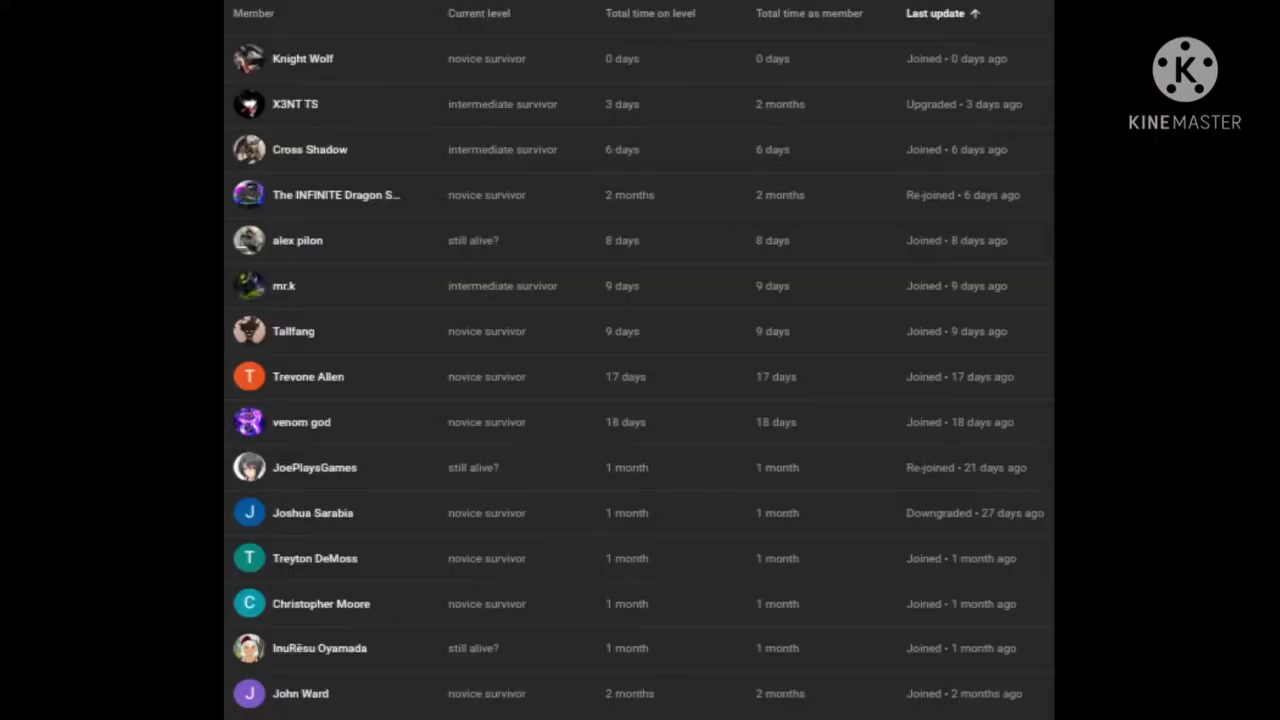 Member Current level Total time on level Total time as member Last update ↑
Knight Wolf novice survivor 0 days 0 days Joined • 0 days ago
X3NT TS intermediate survivor 3 days 2 months Upgraded • 3 days ago
Cross Shadow intermediate survivor 6 days 6 days Joined • 6 days ago
The INFINITE Dragon S... novice survivor 2 months 2 months Re-joined • 6 days ago
alex pilon still alive? 8 days 8 days Joined • 8 days ago
mr.k intermediate survivor 9 days 9 days Joined • 9 days ago
Tallfang novice survivor 9 days 9 days Joined • 9 days ago
T Trevone Allen novice survivor 17 days 17 days Joined • 17 days ago
venom god novice survivor 18 days 18 days Joined • 18 days ago
JoePlaysGames still alive? 1 month 1 month Re-joined • 21 days ago
J Joshua Sarabia novice survivor 1 month 1 month Downgraded • 27 days ago
T Treyton DeMoss novice survivor 1 month 1 month Joined • 1 month ago
C Christopher Moore novice survivor 1 month 1 month Joined • 1 month ago
InuRēsu Oyamada still alive? 1 month 1 month Joined • 1 month ago
J John Ward novice survivor 2 months 2 months Joined • 2 months ago
K
KINEMASTER